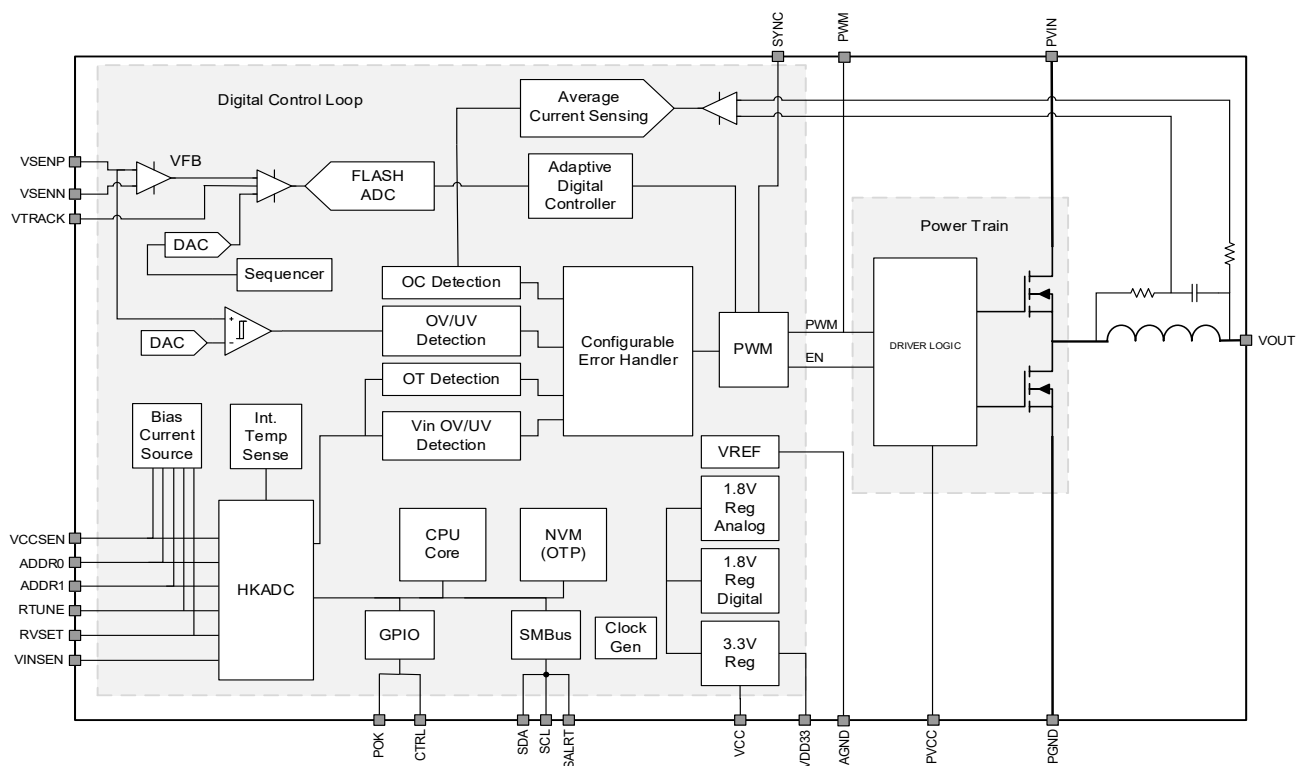 SYNC
PWM
PVIN
Digital Control Loop
Average
Current Sensing
VSENP
VSENN
VTRACK
VFB
FLASH
ADC
Adaptive
Digital
Controller
DAC
Sequencer
Power Train
OC Detection
OV/UV
Detection
DAC
+
-
OT Detection
Vin OV/UV
Detection
Configurable
Error Handler
PWM
PWM
EN
DRIVER LOGIC
VOUT
Bias
Current
Source
Int.
Temp
Sense
VREF
1.8V
Reg
Analog
1.8V
Reg
Digital
3.3V
Reg
VCCSEN
ADDR0
ADDR1
RTUNE
RVSET
VINSEN
HKADC
CPU
Core
NVM
(OTP)
GPIO
SMBus
Clock
Gen
POK
CTRL
SDA
SCL
SALRT
VCC
VDD33
AGND
PVCC
PGND